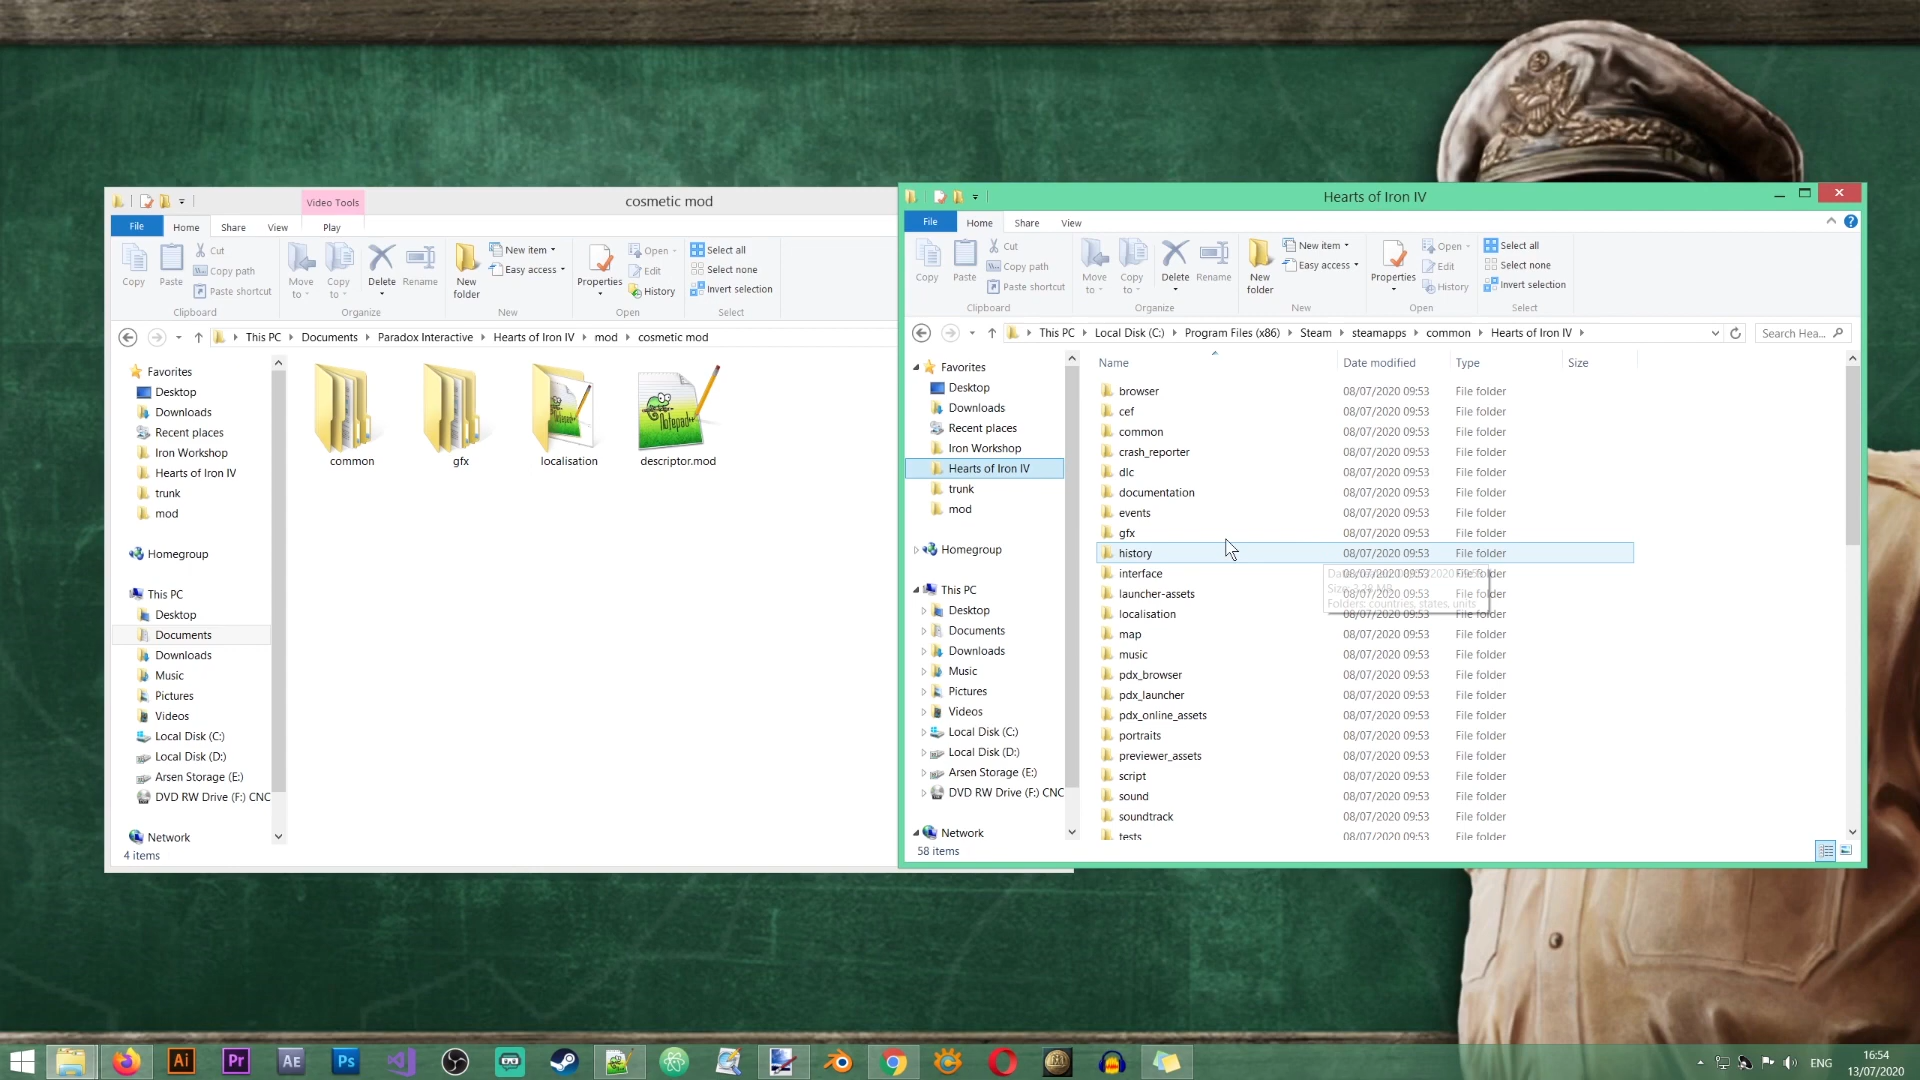 Video Tools
cosmetic mod
File
Home
Share
View
Play
Copy
Paste
Cut
Copy path
Paste shortcut
Move to
Copy to
Delete
Rename
New folder
New item
Easy access
Properties
Open
Edit
History
Select all
Select none
Invert selection
Clipboard
Organize
New
Open
Select
This PC
Documents
Paradox Interactive
Hearts of Iron IV
mod
cosmetic mod
Favorites
Desktop
Downloads
Recent places
Iron Workshop
Hearts of Iron IV
trunk
mod
Homegroup
This PC
Desktop
Documents
Downloads
Music
Pictures
Videos
Local Disk (C:)
Local Disk (D:)
Arsen Storage (E:)
DVD RW Drive (F:) CNC
Network
4 items
common
gfx
localisation
Notepad++
descriptor.mod
Hearts of Iron IV
File
Home
Share
View
Copy
Paste
Cut
Copy path
Paste shortcut
Move to
Copy to
Delete
Rename
New folder
New item
Easy access
Properties
Open
Edit
History
Select all
Select none
Invert selection
Clipboard
Organize
New
Open
Select
This PC
Local Disk (C:)
Program Files (x86)
Steam
steamapps
common
Hearts of Iron IV
Search Hea...
Favorites
Desktop
Downloads
Recent places
Iron Workshop
Hearts of Iron IV
trunk
mod
Homegroup
This PC
Desktop
Documents
Downloads
Music
Pictures
Videos
Local Disk (C:)
Local Disk (D:)
Arsen Storage (E:)
DVD RW Drive (F:) CNC
Network
58 items
Name Date modified Type Size
browser 08/07/2020 09:53 File folder
cef 08/07/2020 09:53 File folder
common 08/07/2020 09:53 File folder
crash_reporter 08/07/2020 09:53 File folder
dlc 08/07/2020 09:53 File folder
documentation 08/07/2020 09:53 File folder
events 08/07/2020 09:53 File folder
gfx 08/07/2020 09:53 File folder
history 08/07/2020 09:53 File folder
interface 08/07/2020 09:53 File folder
launcher-assets 08/07/2020 09:53 File folder
Folders: countries, states, units
localisation 08/07/2020 09:53 File folder
map 08/07/2020 09:53 File folder
music 08/07/2020 09:53 File folder
pdx_browser 08/07/2020 09:53 File folder
pdx_launcher 08/07/2020 09:53 File folder
pdx_online_assets 08/07/2020 09:53 File folder
portraits 08/07/2020 09:53 File folder
previewer_assets 08/07/2020 09:53 File folder
script 08/07/2020 09:53 File folder
sound 08/07/2020 09:53 File folder
soundtrack 08/07/2020 09:53 File folder
tests 08/07/2020 09:53 File folder
Ai
Pr
AE
Ps
ENG
16:54
13/07/2020